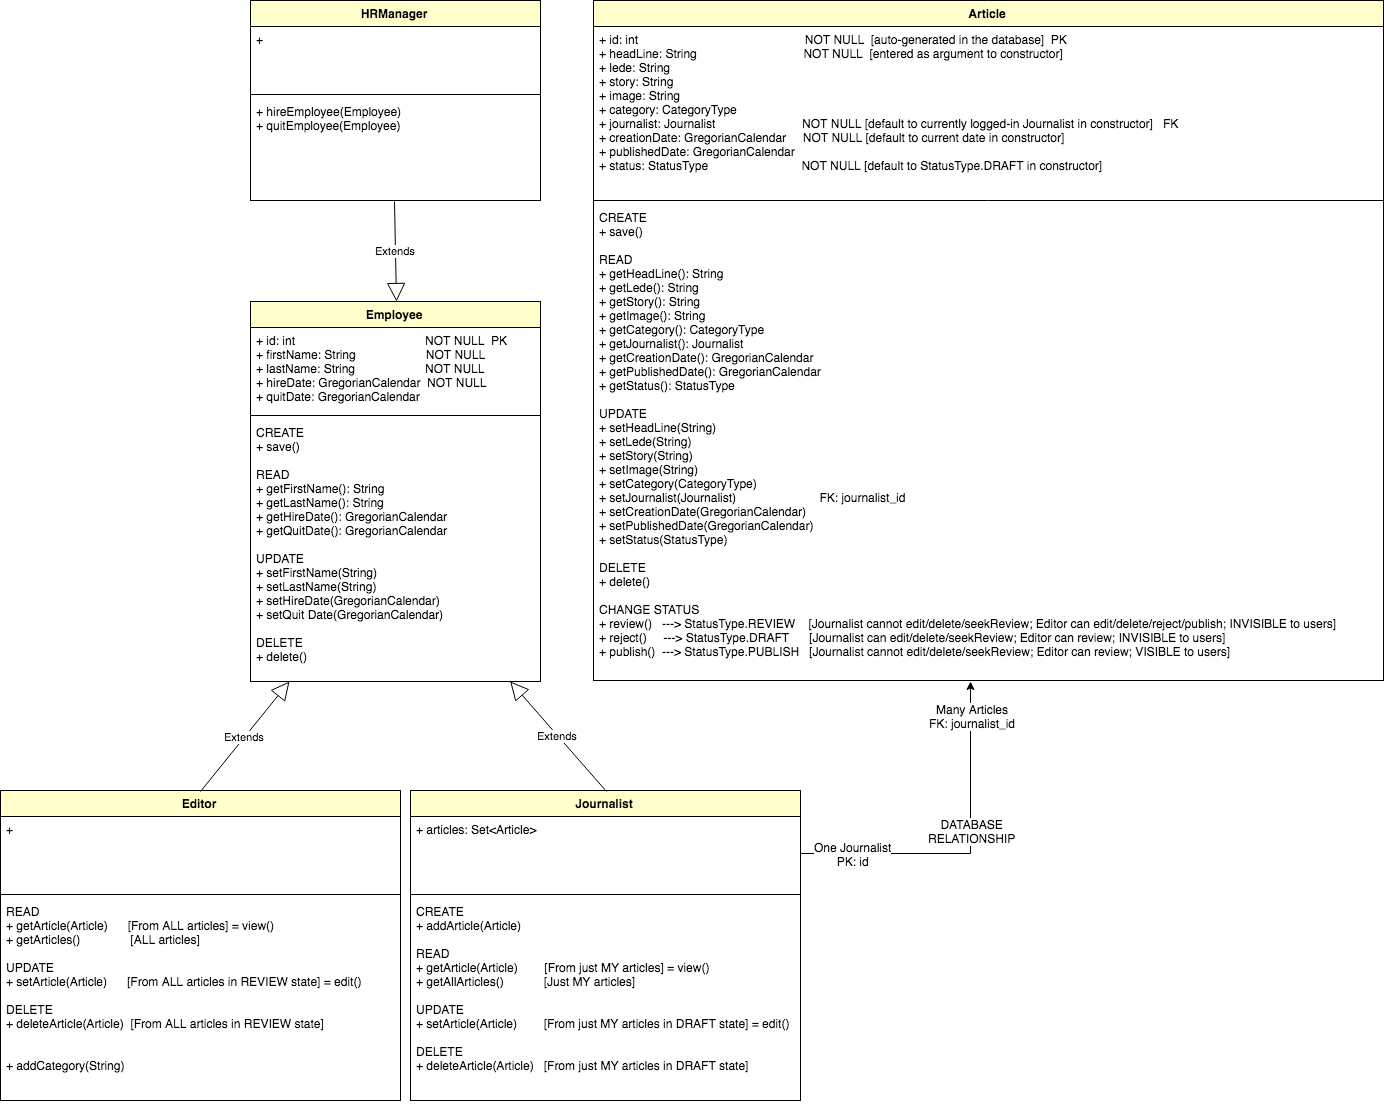 HRManager
+
+ hireEmployee(Employee)
+ quitEmployee(Employee)
Extends
Employee
+ id: int NOT NULL PK
+ firstName: String NOT NULL
+ lastName: String NOT NULL
+ hireDate: GregorianCalendar NOT NULL
+ quitDate: GregorianCalendar
CREATE
+ save()
READ
+ getFirstName(): String
+ getLastName(): String
+ getHireDate(): GregorianCalendar
+ getQuitDate(): GregorianCalendar
UPDATE
+ setFirstName(String)
+ setLastName(String)
+ setHireDate(GregorianCalendar)
+ setQuit Date(GregorianCalendar)
DELETE
+ delete()
Extends
Extends
Article
+ id: int NOT NULL [auto-generated in the database] PK
+ headLine: String NOT NULL [entered as argument to constructor]
+ lede: String
+ story: String
+ image: String
+ category: CategoryType
+ journalist: Journalist NOT NULL [default to currently logged-in Journalist in constructor] FK
+ creationDate: GregorianCalendar NOT NULL [default to current date in constructor]
+ publishedDate: GregorianCalendar
+ status: StatusType NOT NULL [default to StatusType.DRAFT in constructor]
CREATE
+ save()
READ
+ getHeadLine(): String
+ getLede(): String
+ getStory(): String
+ getImage(): String
+ getCategory(): CategoryType
+ getJournalist(): Journalist
+ getCreationDate(): GregorianCalendar
+ getPublishedDate(): GregorianCalendar
+ getStatus(): StatusType
UPDATE
+ setHeadLine(String)
+ setLede(String)
+ setStory(String)
+ setImage(String)
+ setCategory(CategoryType)
+ setJournalist(Journalist) FK: journalist_id
+ setCreationDate(GregorianCalendar)
+ setPublishedDate(GregorianCalendar)
+ setStatus(StatusType)
DELETE
+ delete()
CHANGE STATUS
+ review() ---> StatusType.REVIEW [Journalist cannot edit/delete/seekReview; Editor can edit/delete/reject/publish; INVISIBLE to users]
+ reject() ---> StatusType.DRAFT [Journalist can edit/delete/seekReview; Editor can review; INVISIBLE to users]
+ publish() ---> StatusType.PUBLISH [Journalist cannot edit/delete/seekReview; Editor can review; VISIBLE to users]
Many Articles
FK: journalist_id
DATABASE
RELATIONSHIP
One Journalist
PK: id
Editor
+
READ
+ getArticle(Article) [From ALL articles] = view()
+ getArticles() [ALL articles]
UPDATE
+ setArticle(Article) [From ALL articles in REVIEW state] = edit()
DELETE
+ deleteArticle(Article) [From ALL articles in REVIEW state]
+ addCategory(String)
Journalist
+ articles: Set<Article>
CREATE
+ addArticle(Article)
READ
+ getArticle(Article) [From just MY articles] = view()
+ getAllArticles() [Just MY articles]
UPDATE
+ setArticle(Article) [From just MY articles in DRAFT state] = edit()
DELETE
+ deleteArticle(Article) [From just MY articles in DRAFT state]